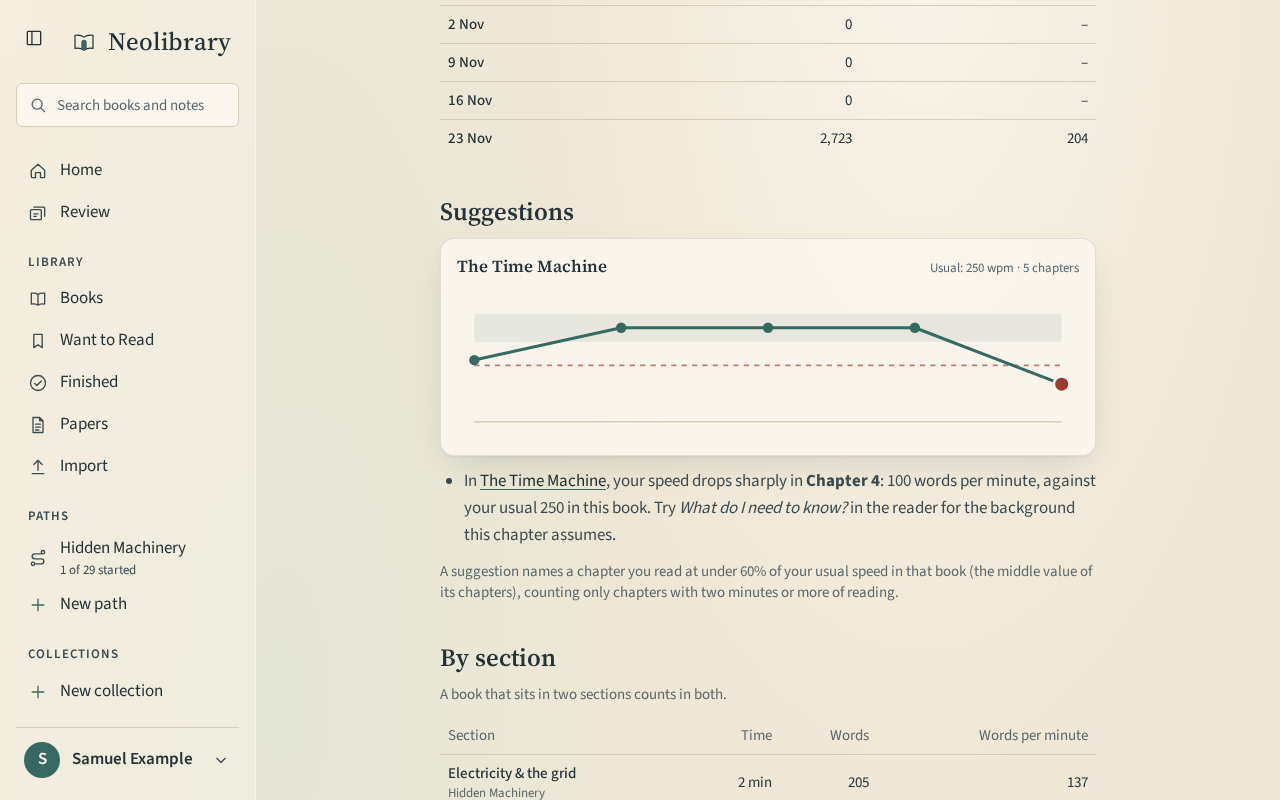 Neolibrary
Search books and notes
Home
Review
LIBRARY
Books
Want to Read
Finished
Papers
Import
PATHS
Hidden Machinery
1 of 29 started
New path
COLLECTIONS
New collection
S
Samuel Example
2 Nov 0 –
9 Nov 0 –
16 Nov 0 –
23 Nov 2,723 204
Suggestions
The Time Machine
Usual: 250 wpm · 5 chapters
In The Time Machine, your speed drops sharply in Chapter 4: 100 words per minute, against
your usual 250 in this book. Try What do I need to know? in the reader for the background
this chapter assumes.
A suggestion names a chapter you read at under 60% of your usual speed in that book (the middle value of
its chapters), counting only chapters with two minutes or more of reading.
By section
A book that sits in two sections counts in both.
Section Time Words Words per minute
Electricity & the grid 2 min 205 137
Hidden Machinery